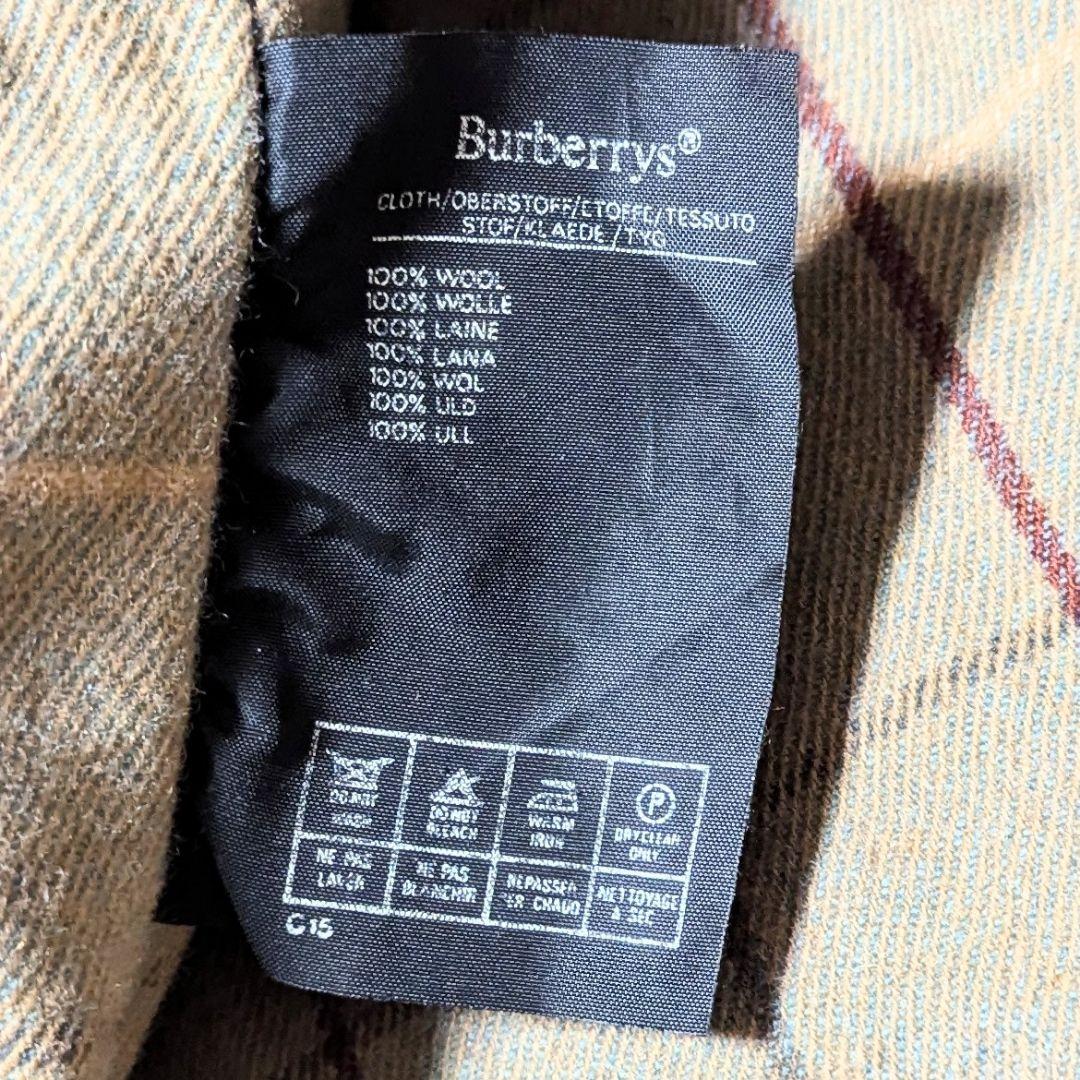 Burberrys®
CLOTH/OBERSTOFF/ETOFFE/TESSUTO
STOF/KLAEDE/TYG
100% WOOL
100% WOLLE
100% LAINE
100% LANA
100% WOL
100% ULD
100% ULL
DO NOT
WASH
DO NOT
BLEACH
WARM
IRON
P
DRYCLEAN
ONLY
NE PAS
LAVER
NE PAS
BLANCHIR
REPASSER
FER CHAUD
NETTOYAGE
A SEC
G15